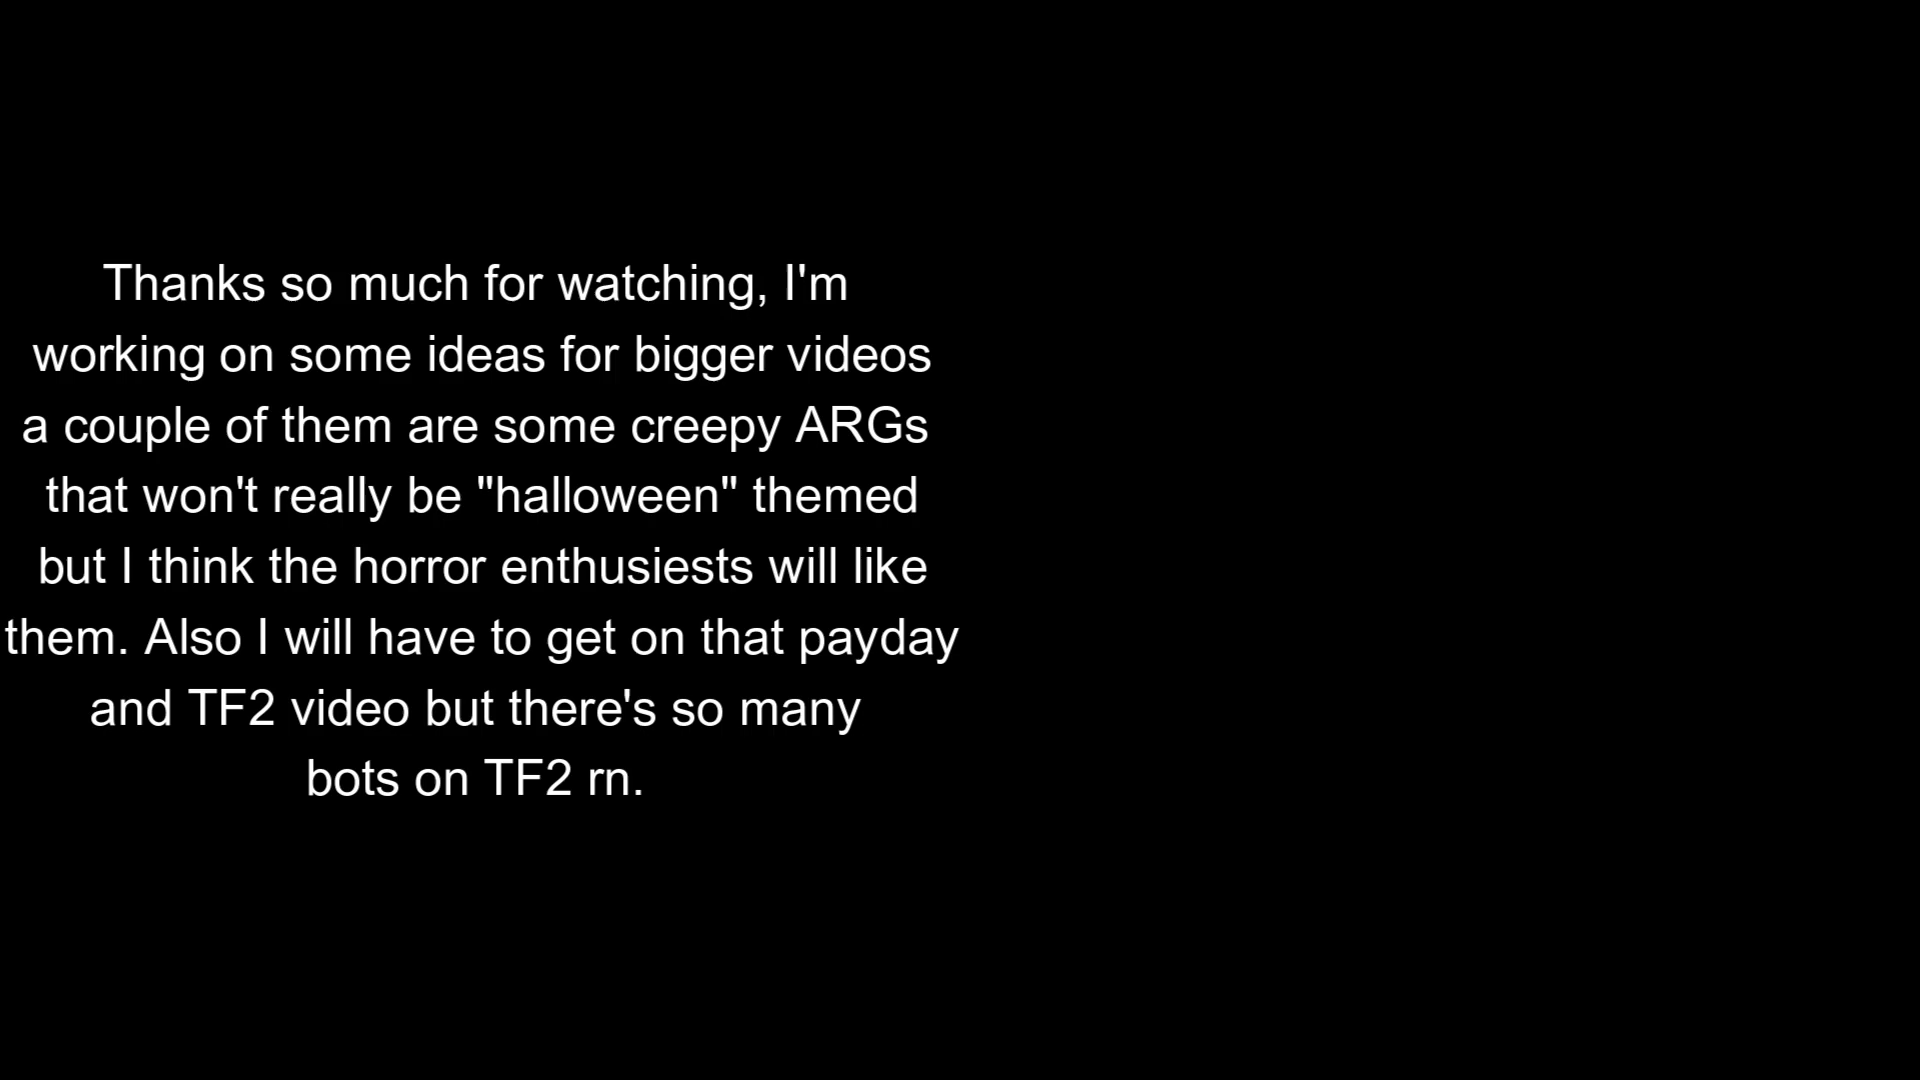 Thanks so much for watching, I'm
working on some ideas for bigger videos
a couple of them are some creepy ARGs
that won't really be "halloween" themed
but I think the horror enthusiests will like
them. Also I will have to get on that payday
and TF2 video but there's so many
bots on TF2 rn.